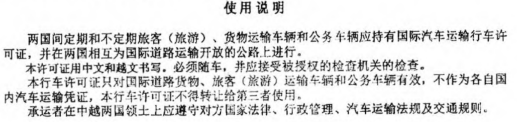 使用说明
两国间定期和不定期旅客（旅游）、货物运输车辆和公务车辆应持有国际汽车运输行车许
可证，并在两国相互为国际道路运输开放的公路上进行。
本许可证用中文和越文书写。必须随车，并应接受被授权的检查机关的检查。
本行车许可证只对国际道路货物、旅客（旅游）运输车辆和公务车辆有效，不作为各自国
内汽车运输凭证，本行车许可证不得转让给第三者使用。
承运者在中越两国领土上应遵守对方国家法律、行政管理、汽车运输法规及交通规则。